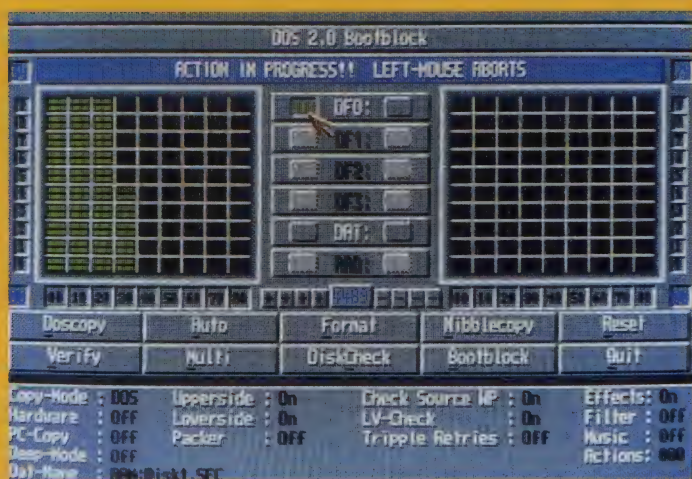 DOS 2.0 Bootblock
ACTION IN PROGRESS!! LEFT-MOUSE ABORTS
DF0:
DF1:
DF2:
DF3:
DAT:
Doscopy Auto Format Nibblecopy Reset
Verify Multi DiskCheck Bootblock Quit
Copy-Mode : DOS Upperside : On Check Source WP : On Effects: On
Hardware : OFF Lowerside : On LV-Check : On Filter : OFF
PC-Copy : OFF Packer : OFF Tripple Retries : OFF Music : OFF
Deep-Mode : OFF Actions:
Dat-Name : RAM:Disk1.SFC